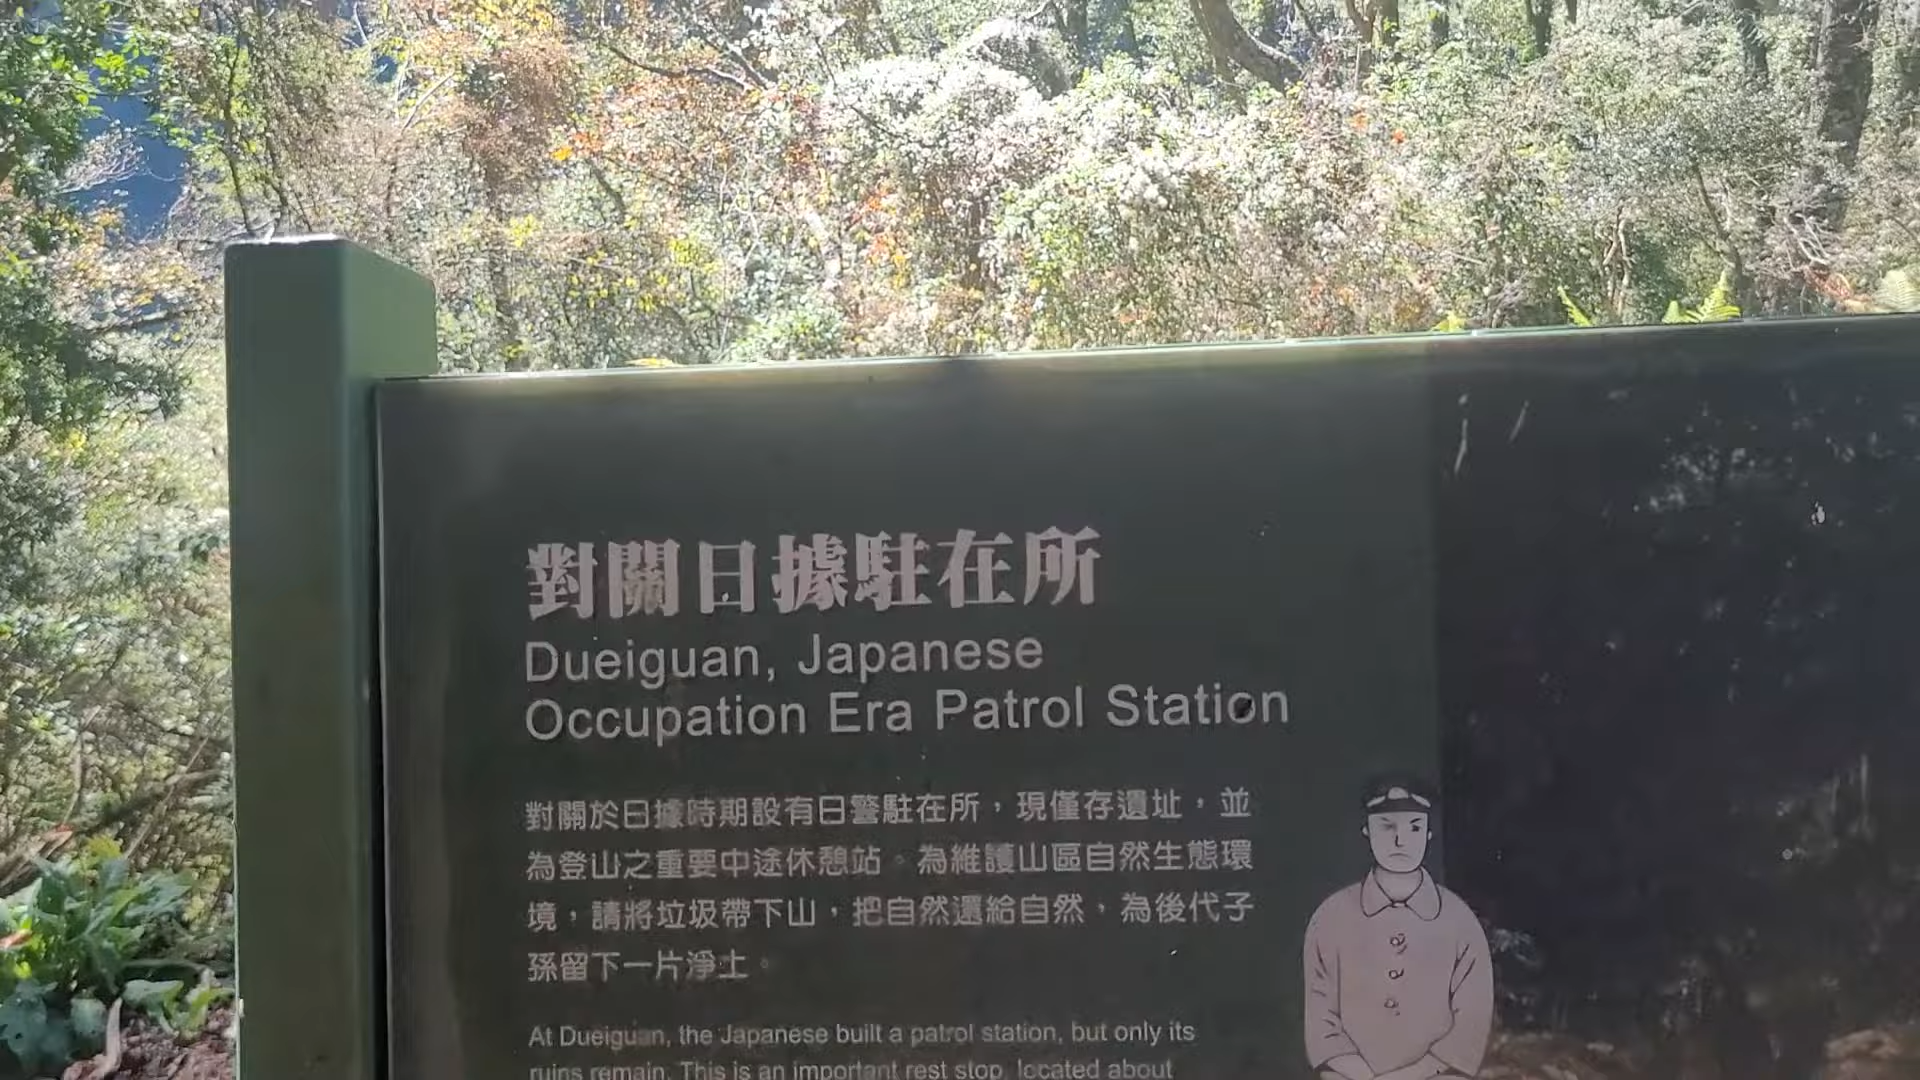 對關日據駐在所
Dueiguan, Japanese
Occupation Era Patrol Station
對關於日據時期設有日警駐在所，現僅存遺址，並
為登山之重要中途休憩站。為維護山區自然生態環
境，請將垃圾帶下山，把自然還給自然，為後代子
孫留下一片淨土。
At Dueiguan, the Japanese built a patrol station, but only its
ruins remain. This is an important rest stop, located about